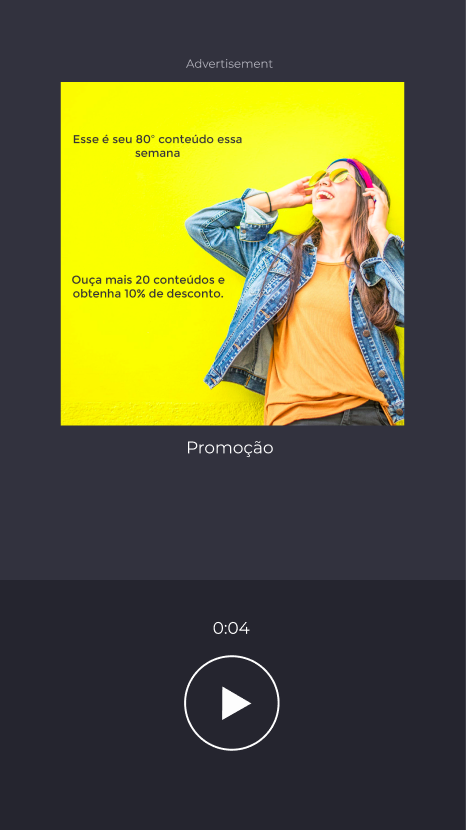 Advertisement
Esse é seu 80° conteúdo essa
semana
Ouça mais 20 conteúdos e
obtenha 10% de desconto.
Promoção
0:04